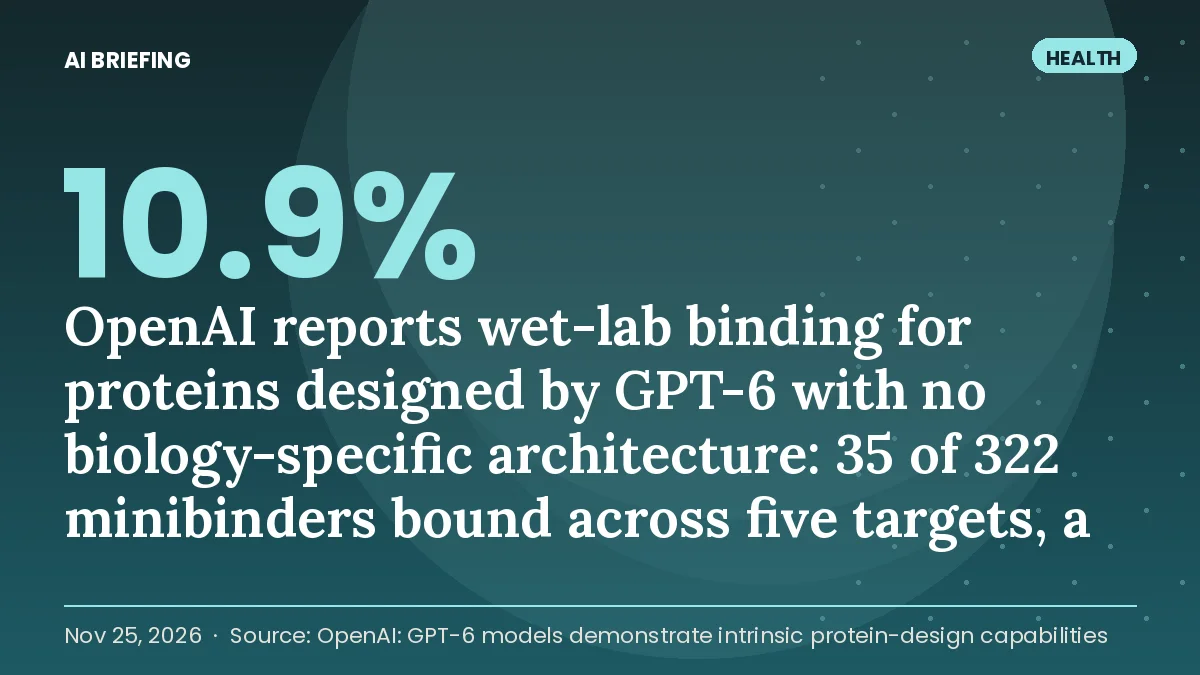 AI BRIEFING
HEALTH
10.9%
OpenAI reports wet-lab binding for
proteins designed by GPT-6 with no
biology-specific architecture: 35 of 322
minibinders bound across five targets, a
Nov 25, 2026 · Source: OpenAI: GPT-6 models demonstrate intrinsic protein-design capabilities